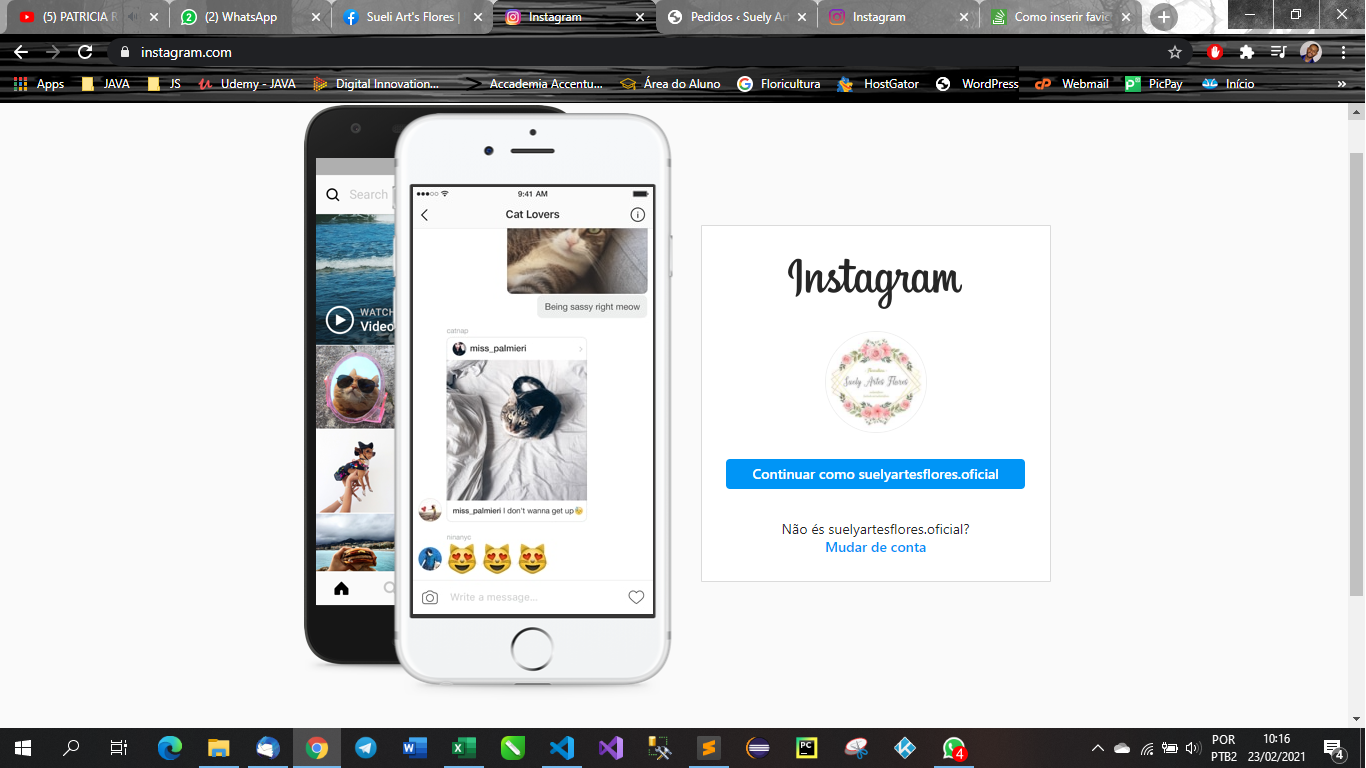 (5) PATRICIA R
(2) WhatsApp
Sueli Art's Flores |
Instagram
Pedidos ‹ Suely Ar
Instagram
Como inserir favic
instagram.com
Apps
JAVA
JS
Udemy - JAVA
Digital Innovation...
Accademia Accentu...
Área do Aluno
Floricultura
HostGator
WordPress
Webmail
PicPay
Início
»
Search
WATCH
Video
9:41 AM
Cat Lovers
Being sassy right meow
catnap
miss_palmieri
miss_palmieri I don't wanna get up😴
ninanyc
😻 😻 😻
Write a message...
Instagram
Suely Artes Flores
Continuar como suelyartesflores.oficial
Não és suelyartesflores.oficial?
Mudar de conta
POR
PTB2
10:16
23/02/2021
4
4